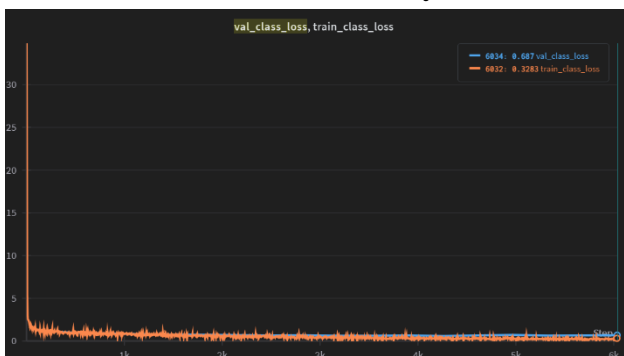 val_class_loss, train_class_loss
6034: 0.687 val_class_loss
6032: 0.3283 train_class_loss
30
25
20
15
10
5
0
Step
1k
2k
3k
4k
5k
6k